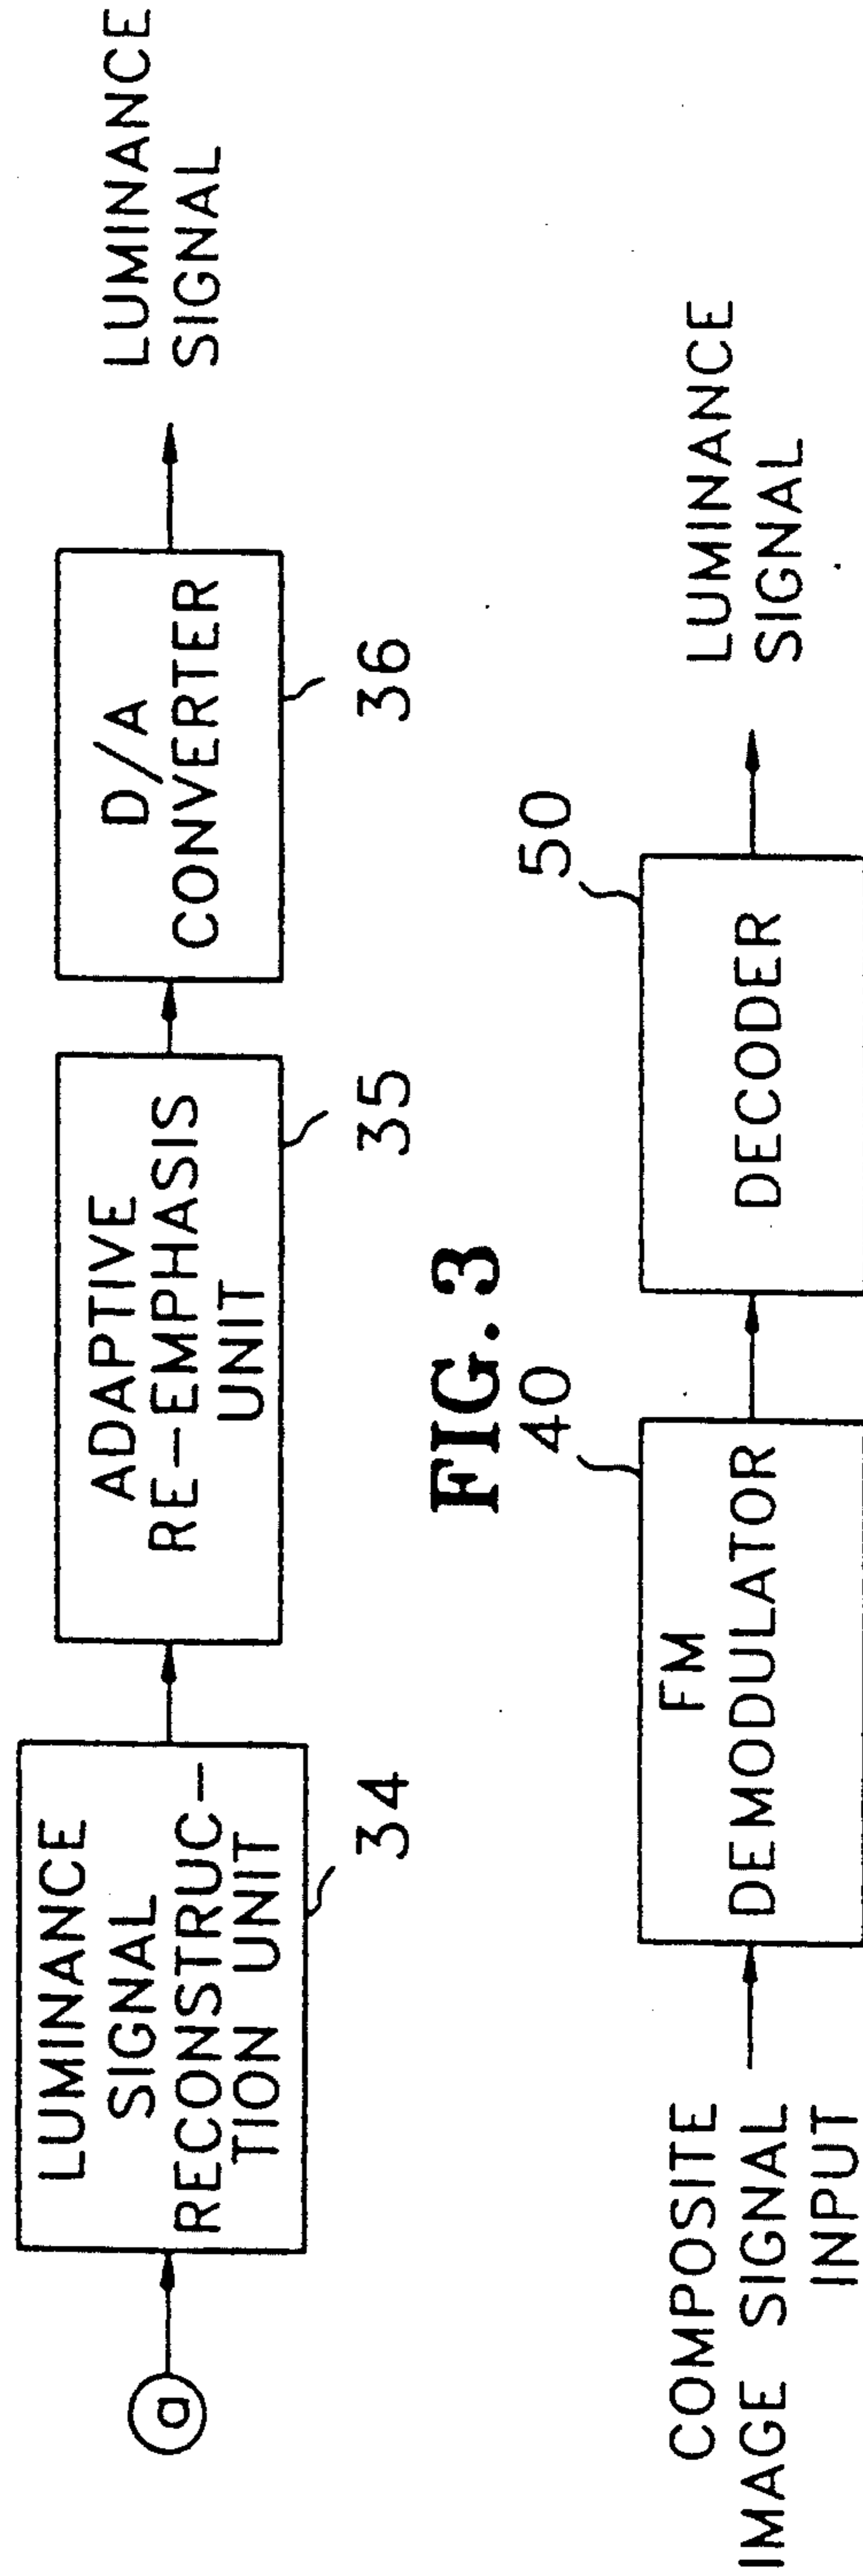 a
LUMINANCE
SIGNAL
RECONSTRUC-
TION UNIT
34
ADAPTIVE
RE-EMPHASIS
UNIT
35
D/A
CONVERTER
36
LUMINANCE
SIGNAL
FIG. 3
COMPOSITE
IMAGE SIGNAL
INPUT
40
FM
DEMODULATOR
50
DECODER
LUMINANCE
SIGNAL